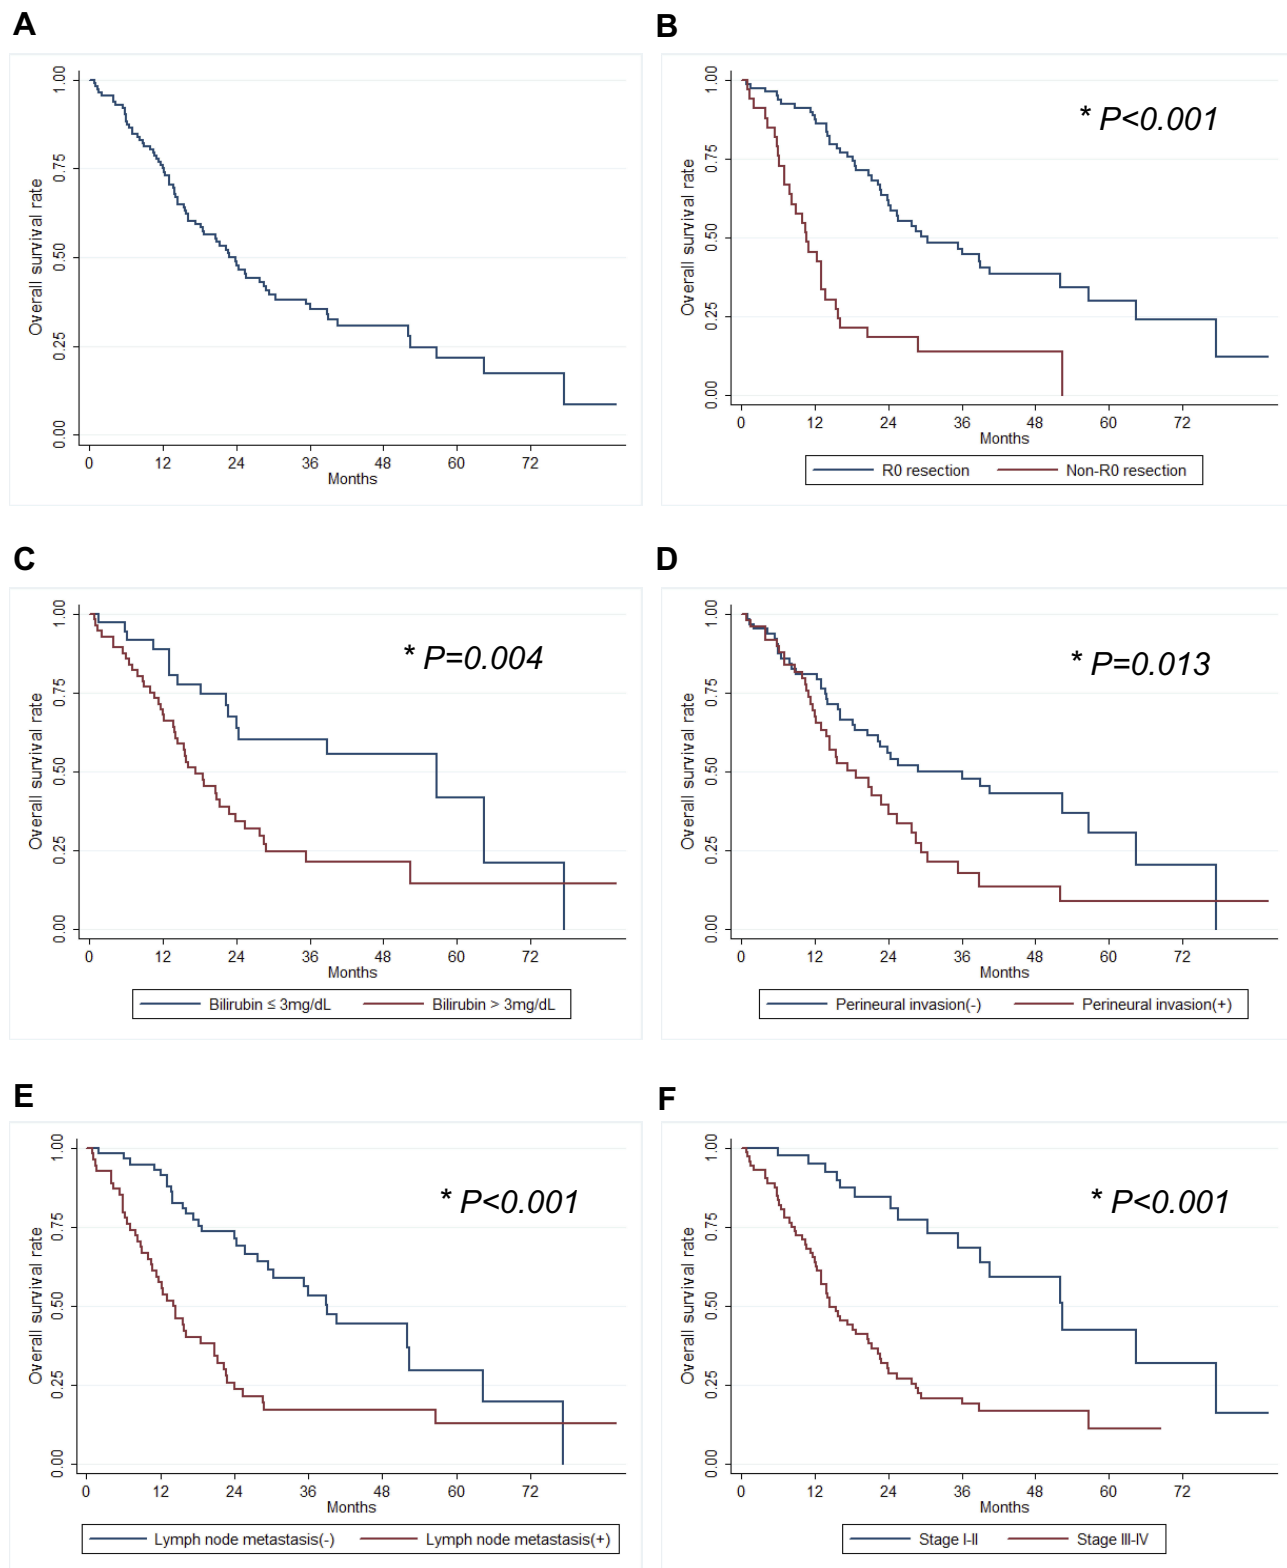 A
Overall survival rate
1.00
0.75
0.50
0.25
0.00
0 12 24 36 48 60 72
Months
B
* P<0.001
Overall survival rate
1.00
0.75
0.50
0.25
0.00
0 12 24 36 48 60 72
Months
R0 resection Non-R0 resection
C
* P=0.004
Overall survival rate
1.00
0.75
0.50
0.25
0.00
0 12 24 36 48 60 72
Months
Bilirubin ≤ 3mg/dL Bilirubin > 3mg/dL
D
* P=0.013
Overall survival rate
1.00
0.75
0.50
0.25
0.00
0 12 24 36 48 60 72
Months
Perineural invasion(-) Perineural invasion(+)
E
* P<0.001
Overall survival rate
1.00
0.75
0.50
0.25
0.00
0 12 24 36 48 60 72
Months
Lymph node metastasis(-) Lymph node metastasis(+)
F
* P<0.001
Overall survival rate
1.00
0.75
0.50
0.25
0.00
0 12 24 36 48 60 72
Months
Stage I-II Stage III-IV